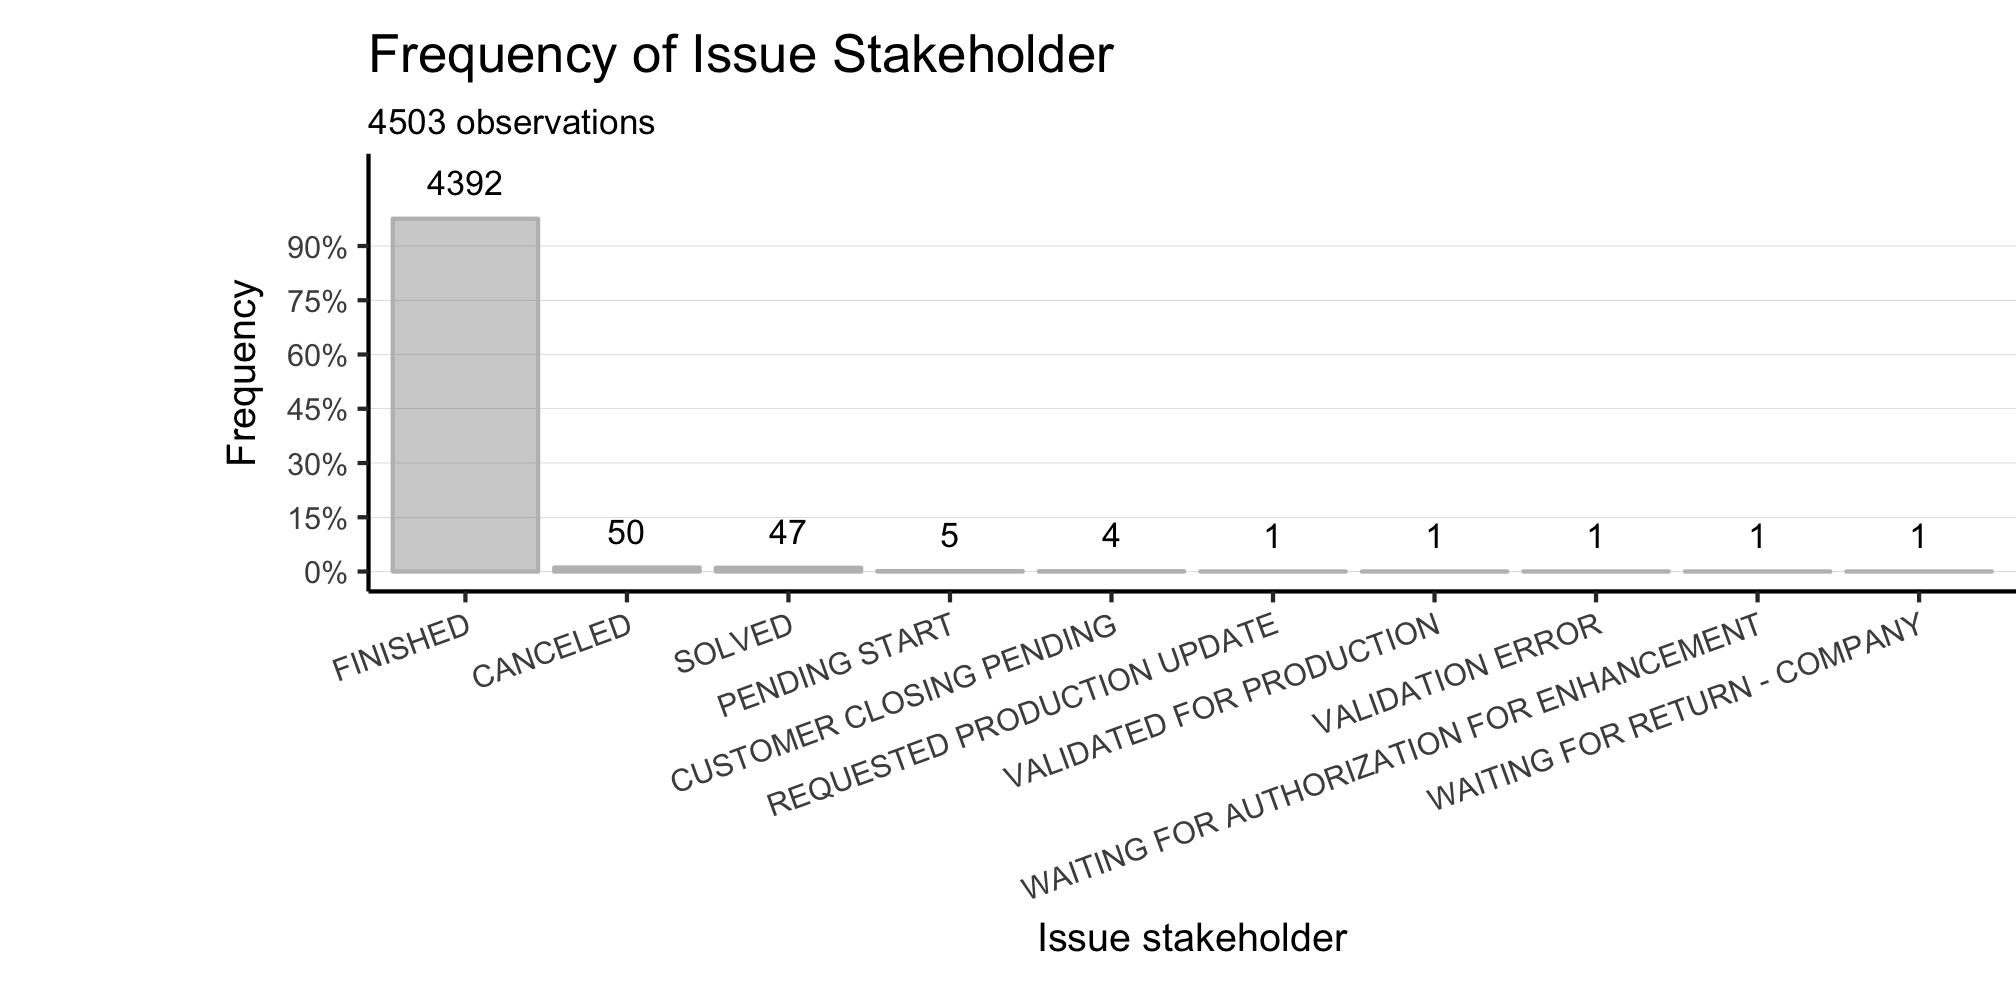 Frequency of Issue Stakeholder
4503 observations
4392
50
47
5
4
1
1
1
1
1
Frequency
90%
75%
60%
45%
30%
15%
0%
FINISHED
CANCELED
SOLVED
PENDING START
CUSTOMER CLOSING PENDING
REQUESTED PRODUCTION UPDATE
VALIDATED FOR PRODUCTION
VALIDATION ERROR
WAITING FOR AUTHORIZATION FOR ENHANCEMENT
WAITING FOR RETURN - COMPANY
Issue stakeholder